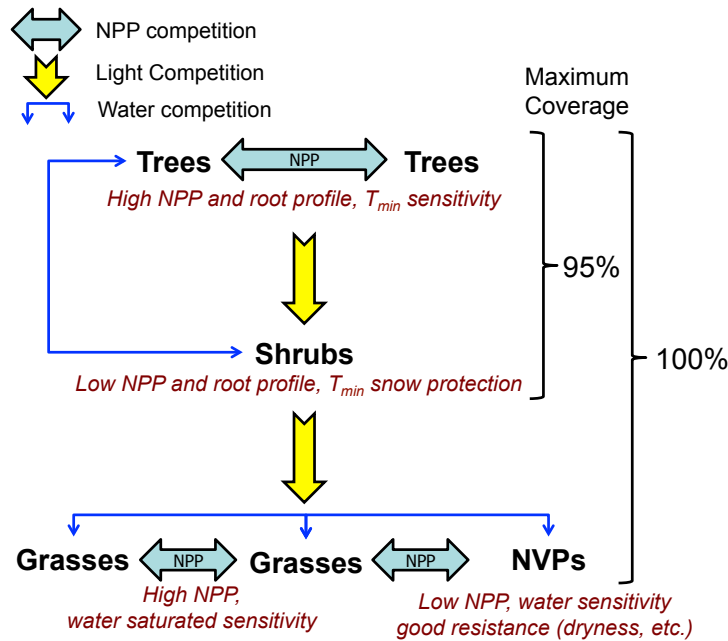 NPP competition
Light Competition
Water competition
Maximum
Coverage
Trees NPP Trees
High NPP and root profile, Tmin sensitivity
95%
Shrubs
100%
Low NPP and root profile, Tmin snow protection
Grasses NPP Grasses NPP NVPs
High NPP,
water saturated sensitivity
Low NPP, water sensitivity
good resistance (dryness, etc.)